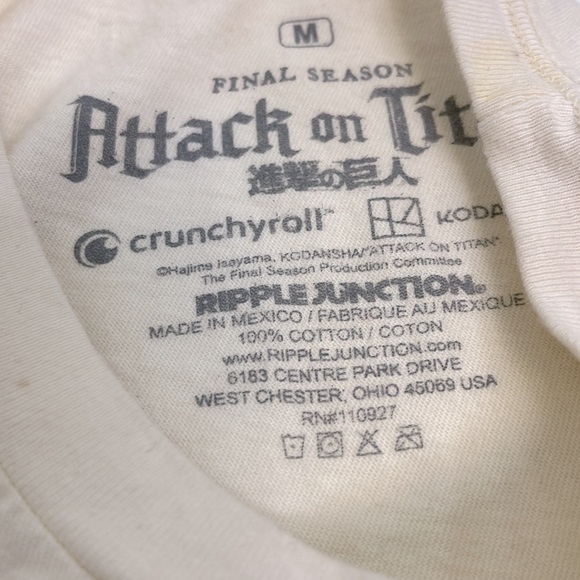 M
FINAL SEASON
Attack on Tit
進撃の巨人
crunchyroll™ KODA
©Hajime Isayama, KODANSHA/"ATTACK ON TITAN"
The Final Season Production Committee
RIPPLE JUNCTION®
MADE IN MEXICO / FABRIQUE AU MEXIQUE
100% COTTON / COTON
www.RIPPLEJUNCTION.com
6183 CENTRE PARK DRIVE
WEST CHESTER, OHIO 45069 USA
RN#110927